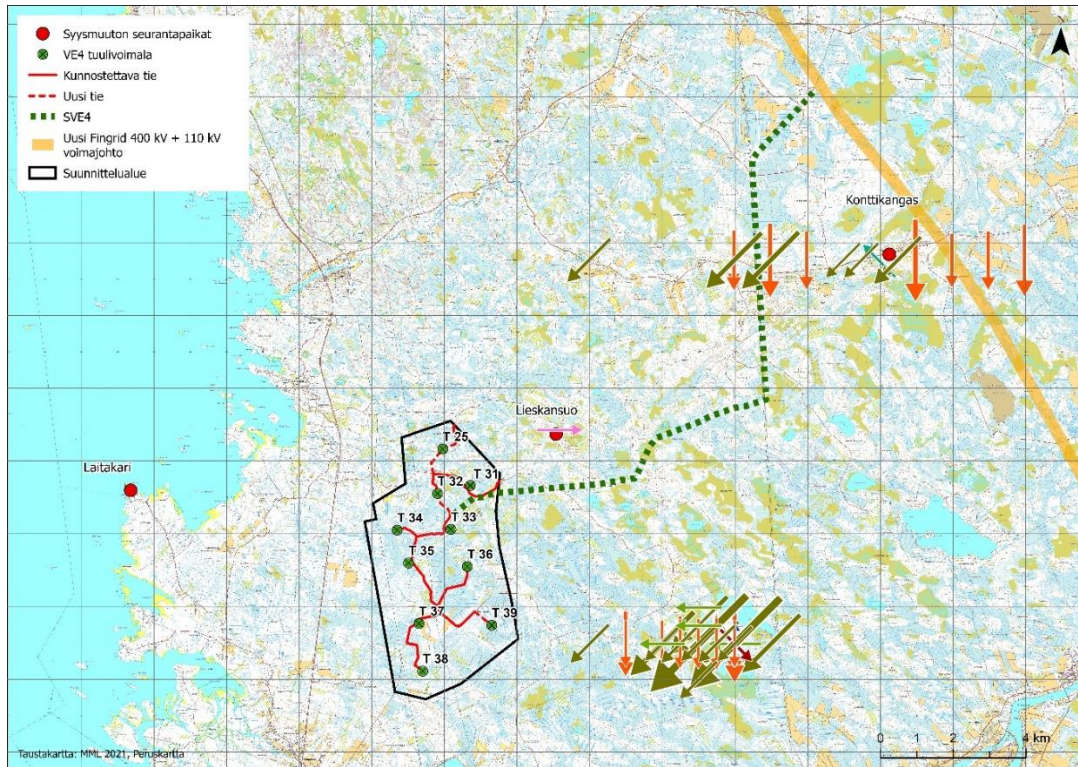 Syysmuuton seurantapaikat
VE4 tuulivoimala
Kunnostettava tie
Uusi tie
SVE4
Uusi Fingrid 400 kV + 110 kV
voimajohto
Suunnittelualue
Konttikangas
Lieskansuo
Laitakari
T 25
T 31
T 32
T 33
T 34
T 35
T 36
T 37
T 39
T 38
Taustakartta: MML 2021, Peruskartta
0 1 2 4 km